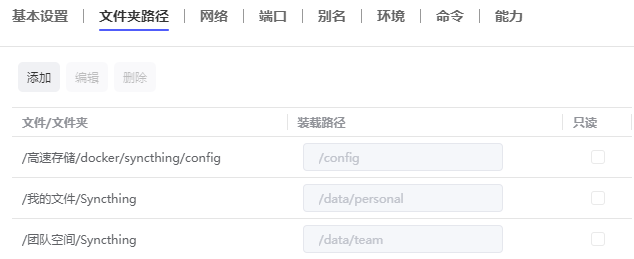 基本设置 文件夹路径 网络 端口 别名 环境 命令 能力
添加 编辑 删除
文件/文件夹 装载路径 只读
/高速存储/docker/syncthing/config /config
/我的文件/Syncthing /data/personal
/团队空间/Syncthing /data/team